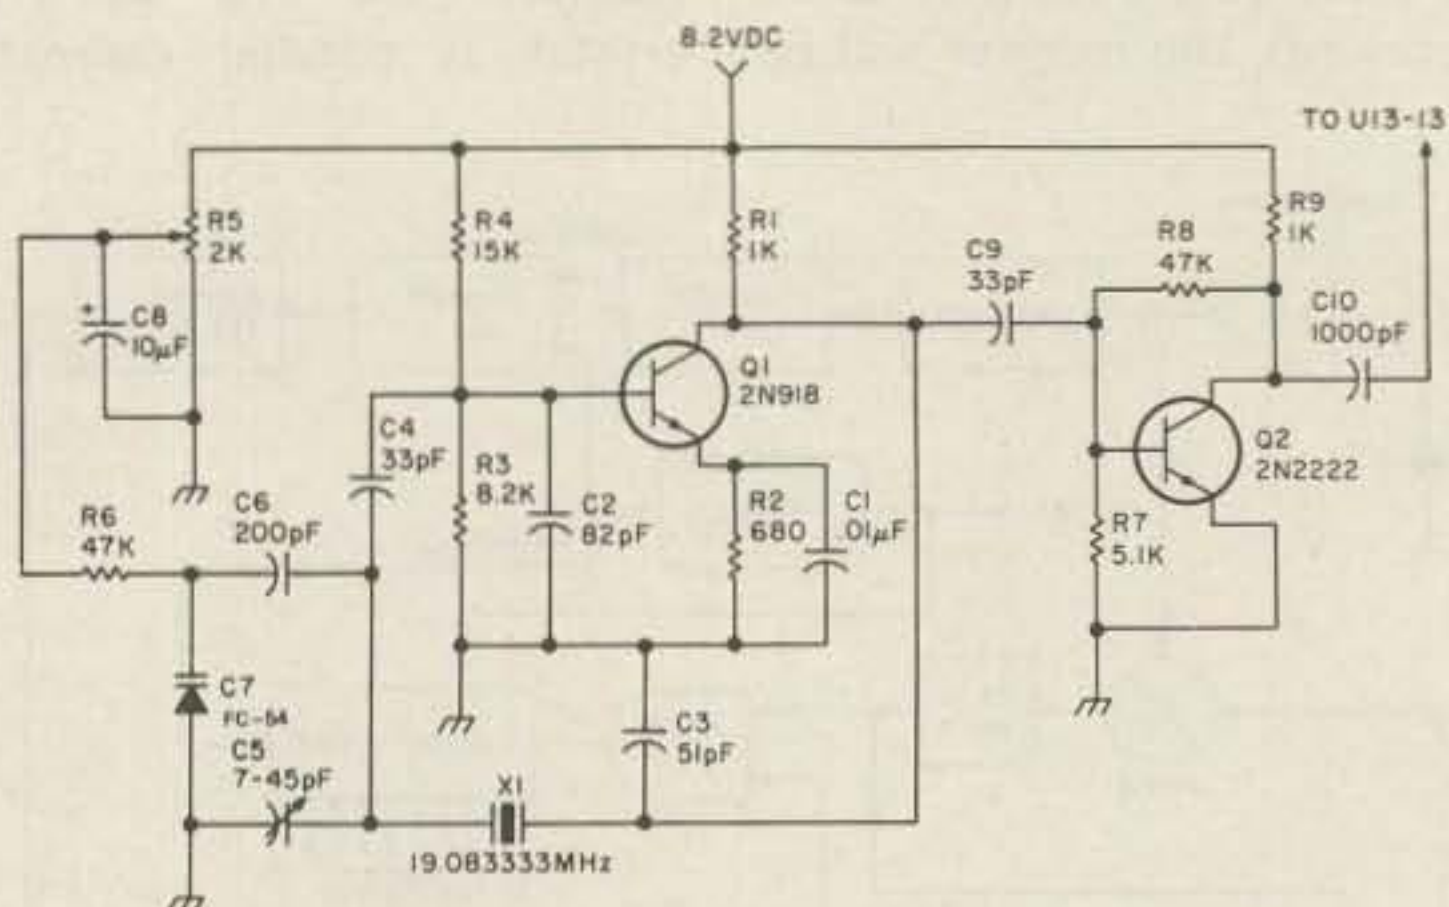 8.2VDC
TO U13-13
R5
2K
R4
15K
R1
1K
R9
1K
R8
47K
C9
33pF
C10
1000pF
+
C8
10µF
Q1
2N918
C4
33pF
R3
8.2K
C2
82pF
R2
680
C1
.01µF
Q2
2N2222
R6
47K
C6
200pF
R7
5.1K
C7
FC-54
C5
7-45pF
C3
51pF
X1
19.083333MHz